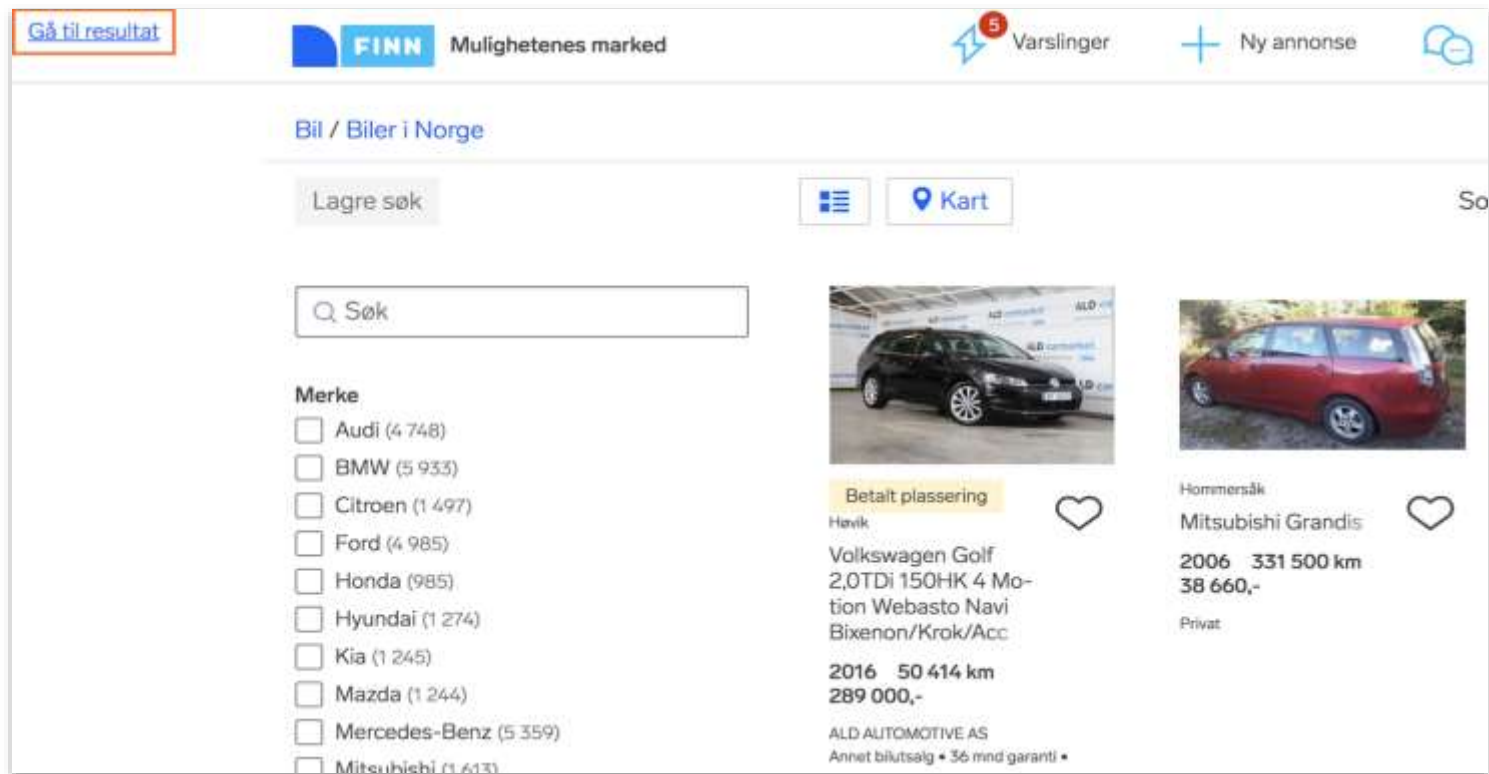 Gå til resultat
FINN Mulighetenes marked
5
Varslinger
Ny annonse
Bil / Biler i Norge
Lagre søk
Kart
So
Søk
Merke
Audi (4 748)
BMW (5 933)
Citroen (1 497)
Ford (4 985)
Honda (985)
Hyundai (1 274)
Kia (1 245)
Mazda (1 244)
Mercedes-Benz (5 359)
Mitsubishi (1 613)
Betalt plassering
Høvik
Volkswagen Golf
2,0TDi 150HK 4 Mo-
tion Webasto Navi
Bixenon/Krok/Acc
2016 50 414 km
289 000,-
ALD AUTOMOTIVE AS
Annet bilutsalg • 36 mnd garanti •
Hommersåk
Mitsubishi Grandis
2006 331 500 km
38 660,-
Privat